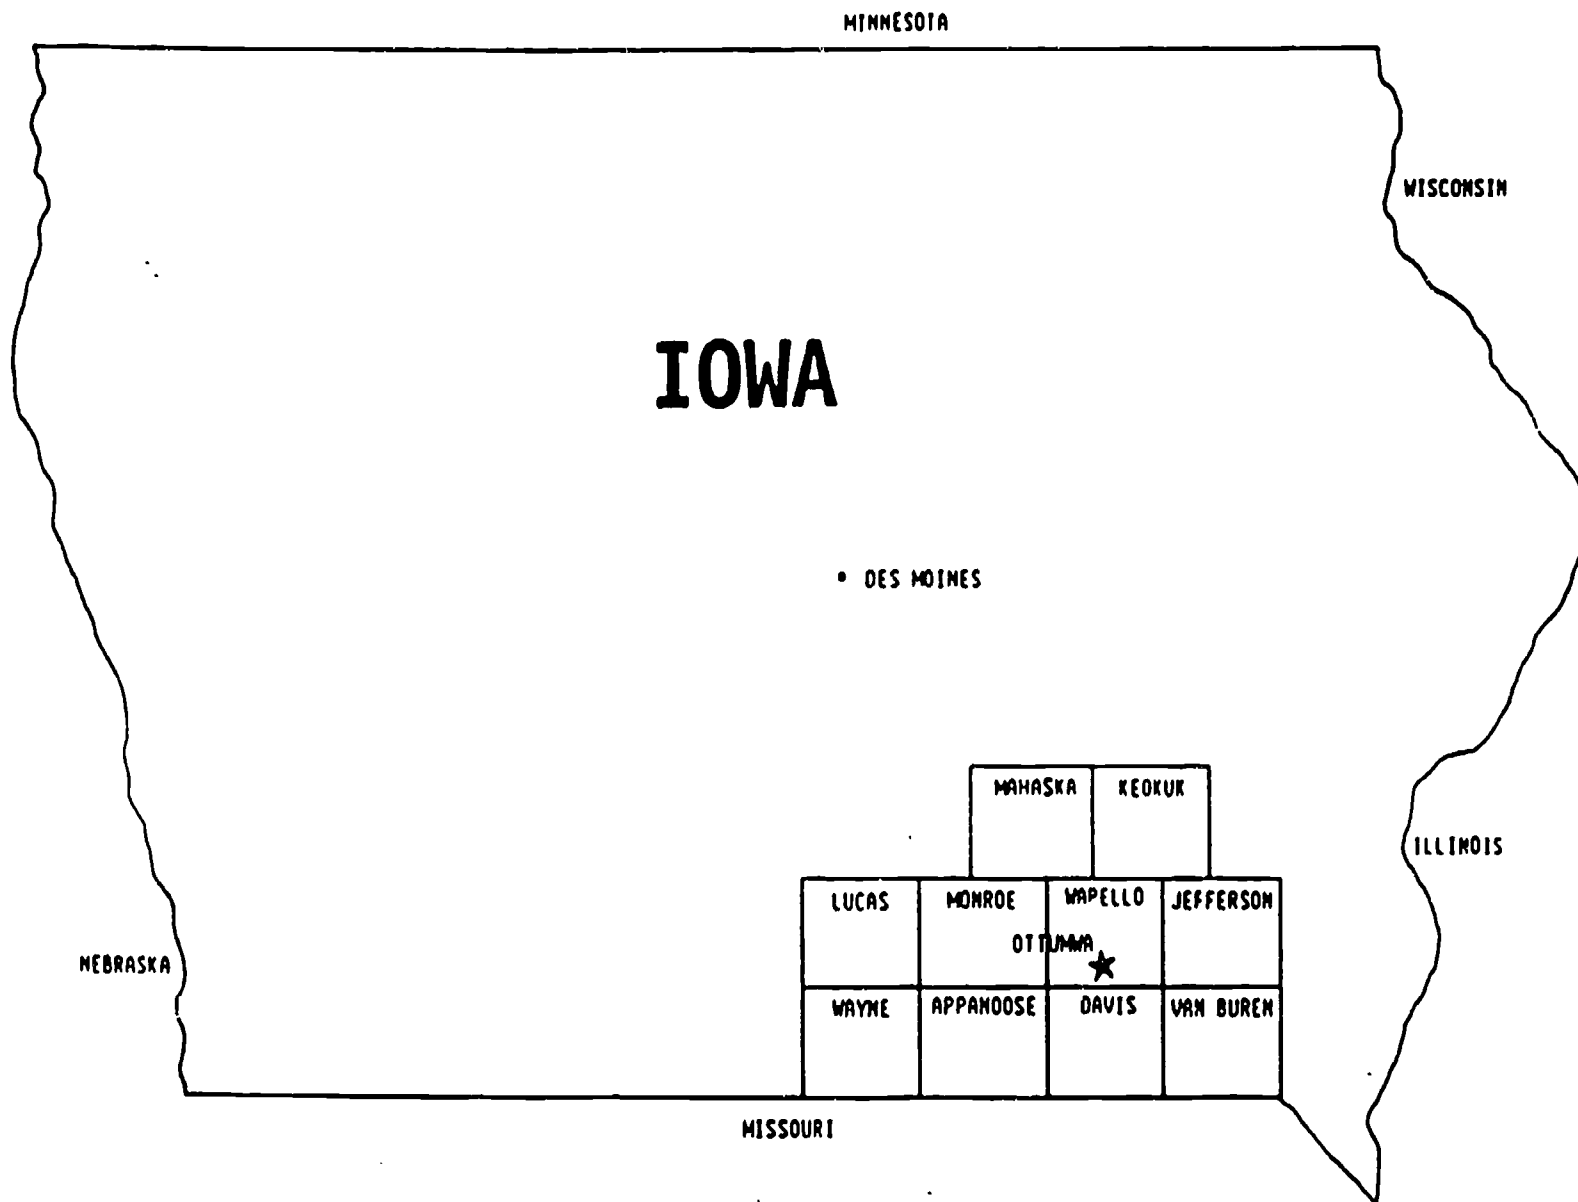 MINNESOTA
WISCONSIN
IOWA
DES MOINES
MAHASKA KEOKUK
ILLINOIS
LUCAS MONROE WAPELLO JEFFERSON
OTTUMWA
NEBRASKA
WAYNE APPANOOSE DAVIS VAN BUREN
MISSOURI